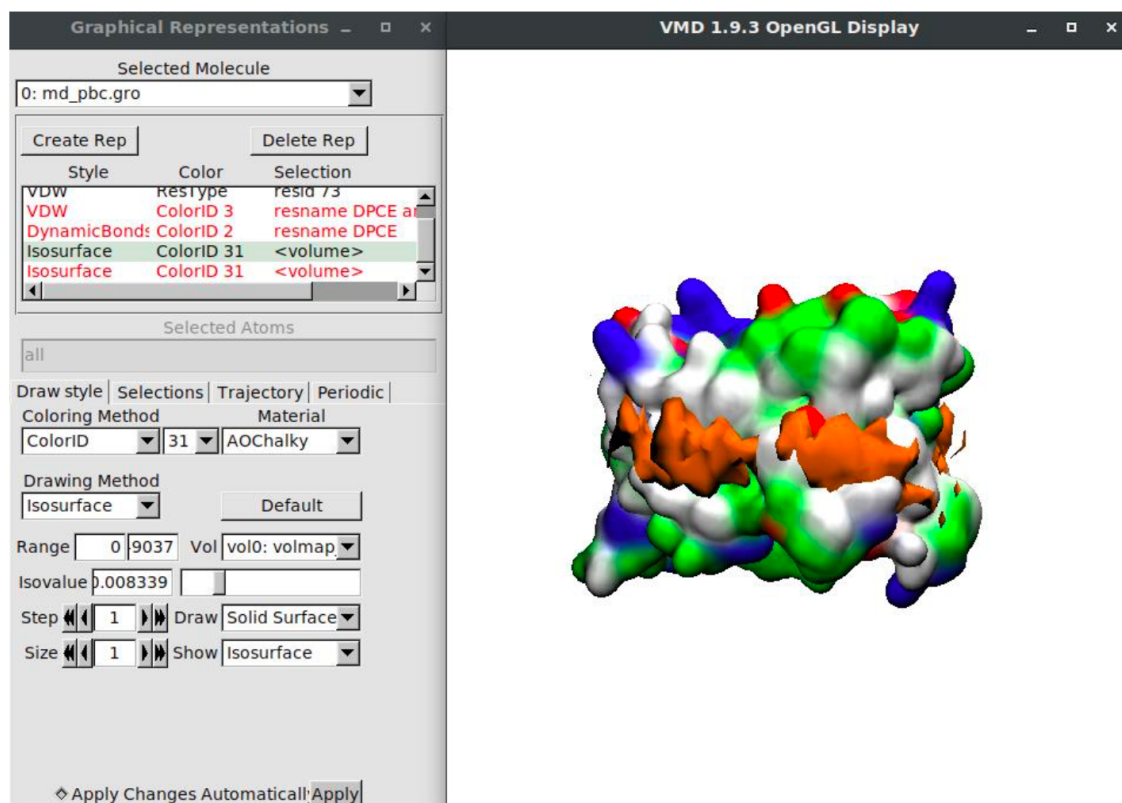 Graphical Representations
VMD 1.9.3 OpenGL Display
Selected Molecule
0: md_pbc.gro
Create Rep Delete Rep
Style Color Selection
VDW ResType resid 73
VDW ColorID 3 resname DPCE ar
DynamicBonds ColorID 2 resname DPCE
Isosurface ColorID 31 <volume>
Isosurface ColorID 31 <volume>
Selected Atoms
all
Draw style Selections Trajectory Periodic
Coloring Method Material
ColorID 31 AOChalky
Drawing Method
Isosurface Default
Range 0 .9037 Vol vol0: volmap_
Isovalue 0.008339
Step 1 Draw Solid Surface
Size 1 Show Isosurface
Apply Changes Automatically Apply